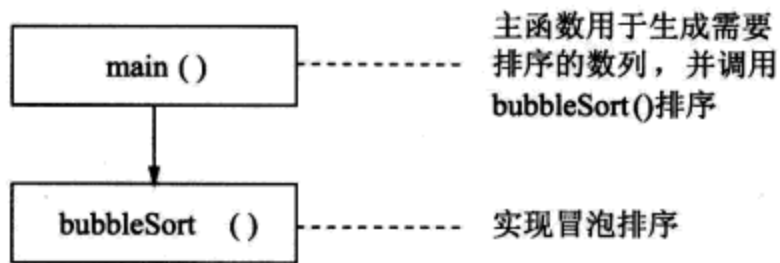 main ()
主函数用于生成需要
排序的数列，并调用
bubbleSort()排序
bubbleSort ()
实现冒泡排序